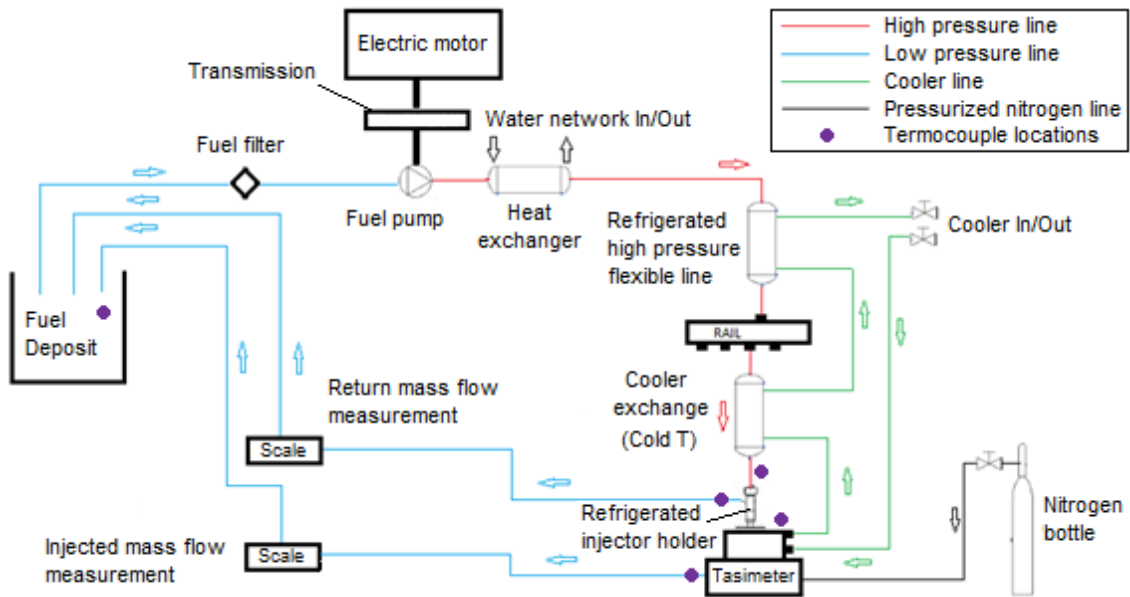 Electric motor
Transmission
High pressure line
Low pressure line
Cooler line
Pressurized nitrogen line
Termocouple locations
Fuel filter
Water network In/Out
Fuel pump
Heat
exchanger
Refrigerated
high pressure
flexible line
Cooler In/Out
Fuel
Deposit
RAIL
Return mass flow
measurement
Cooler
exchange
(Cold T)
Scale
Refrigerated
injector holder
Nitrogen
bottle
Injected mass flow
measurement
Scale
Tasimeter